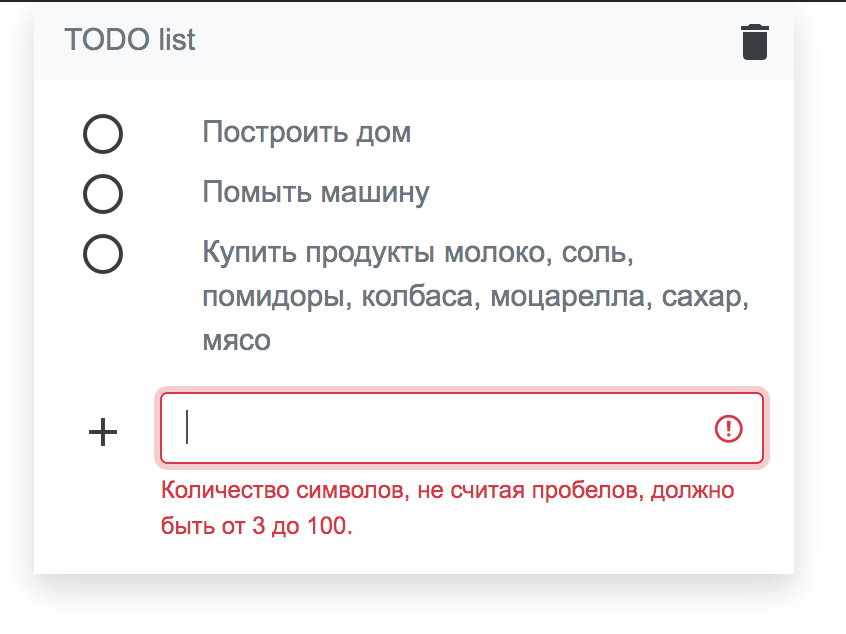 TODO list
Построить дом
Помыть машину
Купить продукты молоко, соль,
помидоры, колбаса, моцарелла, сахар,
мясо
Количество символов, не считая пробелов, должно
быть от 3 до 100.